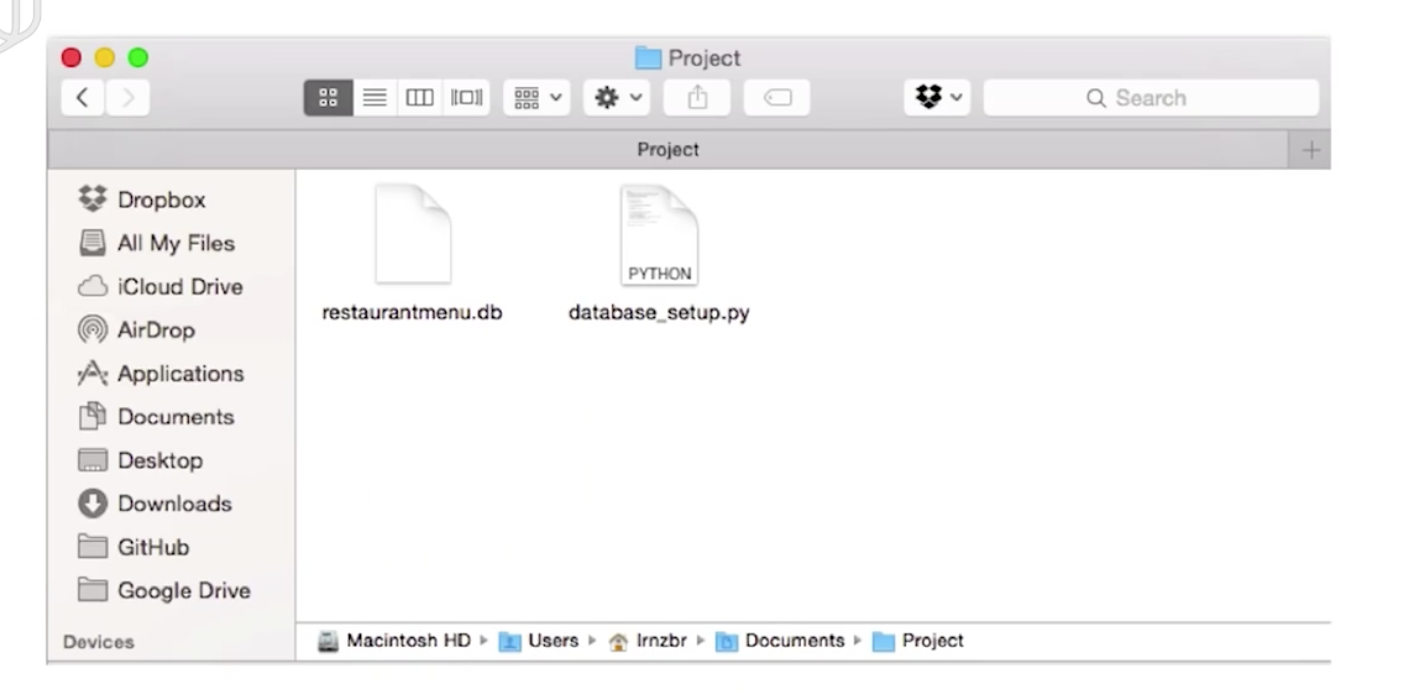 Project
Search
Project
Dropbox
All My Files
iCloud Drive
AirDrop
Applications
Documents
Desktop
Downloads
GitHub
Google Drive
Devices
PYTHON
restaurantmenu.db database_setup.py
Macintosh HD Users lrnzbr Documents Project